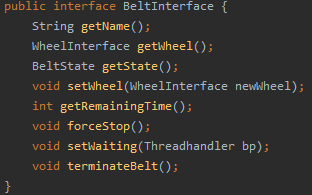 public interface BeltInterface {
    String getName();
    WheelInterface getWheel();
    BeltState getState();
    void setWheel(WheelInterface newWheel);
    int getRemainingTime();
    void forceStop();
    void setWaiting(Threadhandler bp);
    void terminateBelt();
}